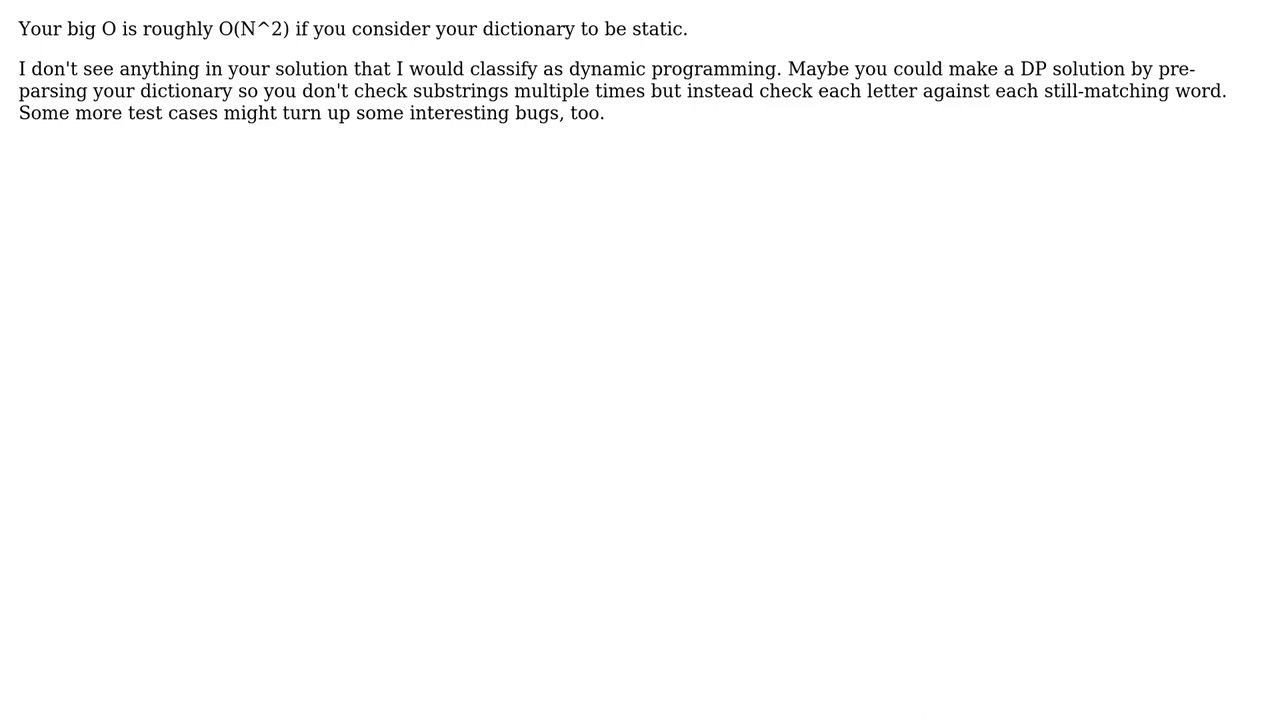 Your big O is roughly O(N^2) if you consider your dictionary to be static.
I don't see anything in your solution that I would classify as dynamic programming. Maybe you could make a DP solution by pre-
parsing your dictionary so you don't check substrings multiple times but instead check each letter against each still-matching word.
Some more test cases might turn up some interesting bugs, too.